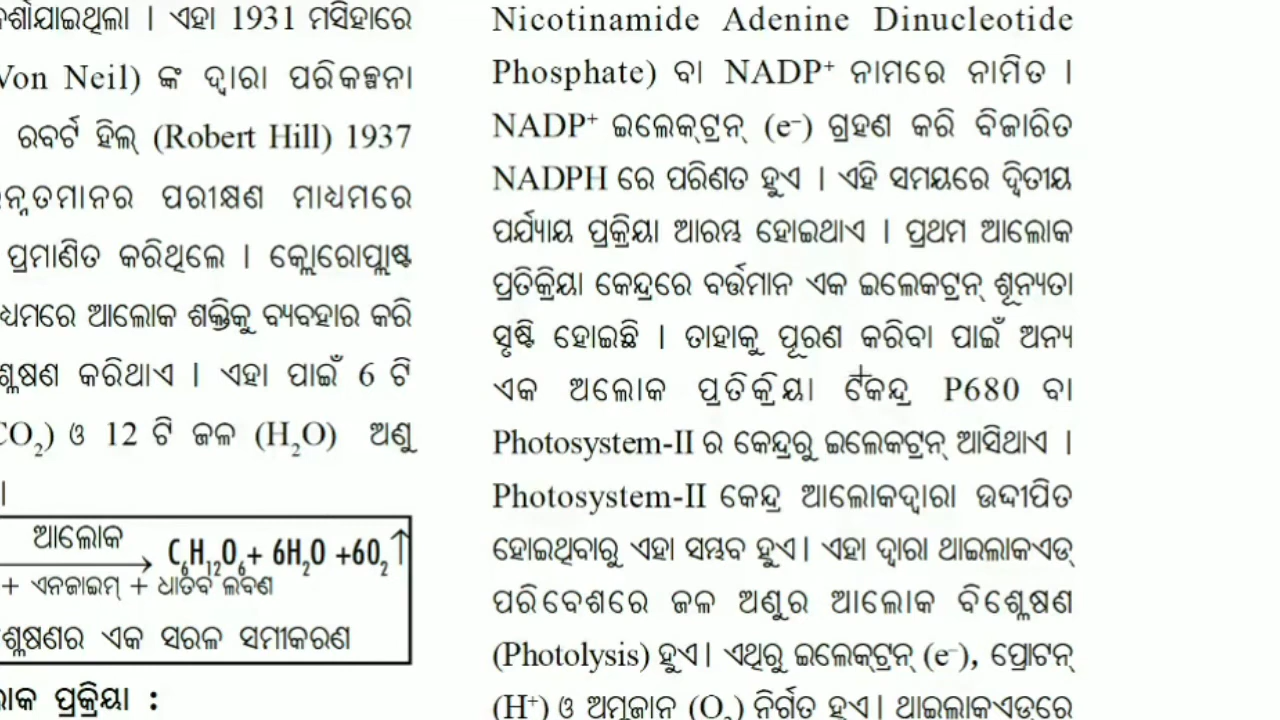 ଦର୍ଶାଯାଇଥିଲା । ଏହା 1931 ମସିହାରେ
Von Neil) ଙ୍କ ଦ୍ୱାରା ପରିକଳ୍ପନା
ରବର୍ଟ ହିଲ୍ (Robert Hill) 1937
ଉନ୍ନତମାନର ପରୀକ୍ଷଣ ମାଧ୍ୟମରେ
ପ୍ରମାଣିତ କରିଥିଲେ । କ୍ଲୋରୋପ୍ଲାଷ୍ଟ
ମାଧ୍ୟମରେ ଆଲୋକ ଶକ୍ତିକୁ ବ୍ୟବହାର କରି
ଶ୍ଳେଷଣ କରିଥାଏ । ଏହା ପାଇଁ 6 ଟି
CO₂) ଓ 12 ଟି ଜଳ (H₂O) ଅଣୁ
।
ଆଲୋକ
C₆H₁₂O₆+ 6H₂O +6O₂↑
+ ଏନଜାଇମ୍ + ଧାତବ ଲବଣ
ଶ୍ଳେଷଣର ଏକ ସରଳ ସମୀକରଣ
ଲୋକ ପ୍ରକ୍ରିୟା :
Nicotinamide Adenine Dinucleotide
Phosphate) ବା NADP⁺ ନାମରେ ନାମିତ ।
NADP⁺ ଇଲେକ୍ଟ୍ରନ୍ (e⁻) ଗ୍ରହଣ କରି ବିଜାରିତ
NADPH ରେ ପରିଣତ ହୁଏ । ଏହି ସମୟରେ ଦ୍ୱିତୀୟ
ପର୍ଯ୍ୟାୟ ପ୍ରକ୍ରିୟା ଆରମ୍ଭ ହୋଇଥାଏ । ପ୍ରଥମ ଆଲୋକ
ପ୍ରତିକ୍ରିୟା କେନ୍ଦ୍ରରେ ବର୍ତ୍ତମାନ ଏକ ଇଲେକଟ୍ରନ୍ ଶୂନ୍ୟତା
ସୃଷ୍ଟି ହୋଇଛି । ତାହାକୁ ପୂରଣ କରିବା ପାଇଁ ଅନ୍ୟ
ଏକ ଅଲୋକ ପ୍ରତିକ୍ରିୟା କେନ୍ଦ୍ର P680 ବା
Photosystem-II ର କେନ୍ଦ୍ରରୁ ଇଲେକଟ୍ରନ୍ ଆସିଥାଏ ।
Photosystem-II କେନ୍ଦ୍ର ଆଲୋକଦ୍ୱାରା ଉଦ୍ଦୀପିତ
ହୋଇଥିବାରୁ ଏହା ସମ୍ଭବ ହୁଏ। ଏହା ଦ୍ୱାରା ଥାଇଲାକଏଡ୍
ପରିବେଶରେ ଜଳ ଅଣୁର ଆଲୋକ ବିଶ୍ଳେଷଣ
(Photolysis) ହୁଏ। ଏଥିରୁ ଇଲେକ୍ଟ୍ରନ୍ (e⁻), ପ୍ରୋଟନ୍
(H⁺) ଓ ଅମ୍ଳଜାନ (O₂) ନିର୍ଗତ ହୁଏ। ଥାଇଲାକଏଡ୍‌ରେ